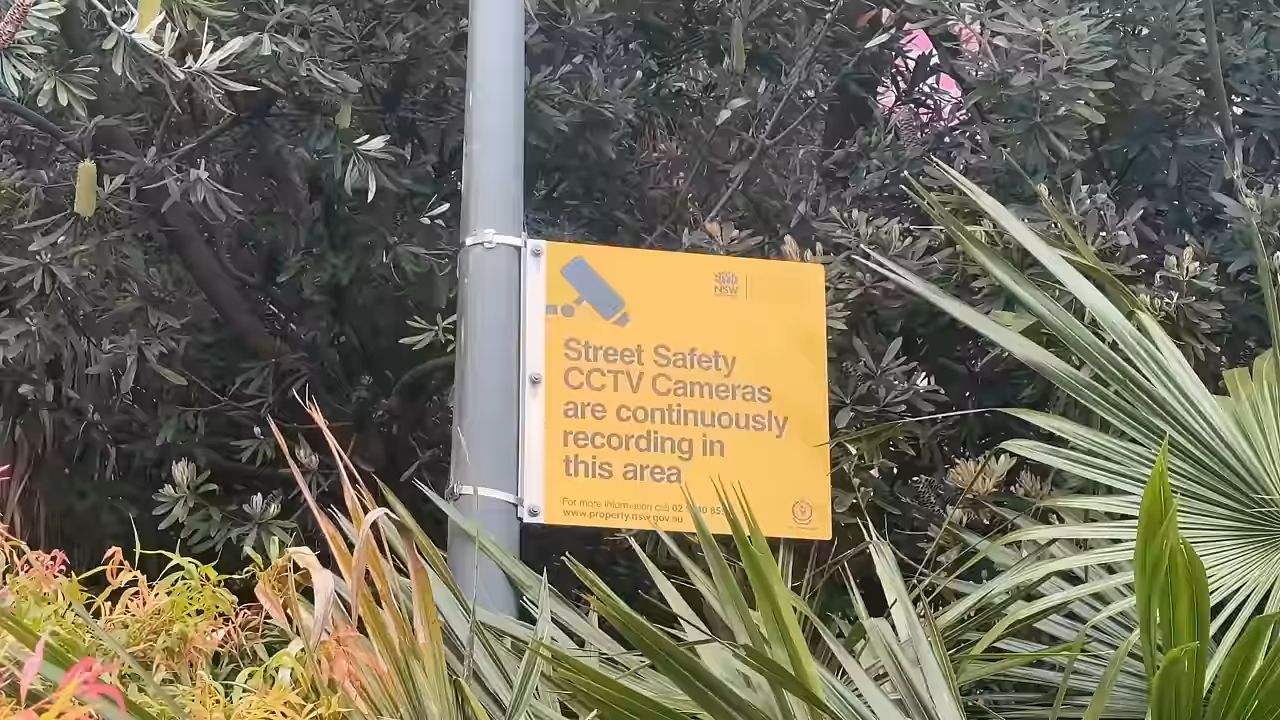 NSW
Street Safety
CCTV Cameras
are continuously
recording in
this area
For more information call 02
www.property.nsw.gov.au